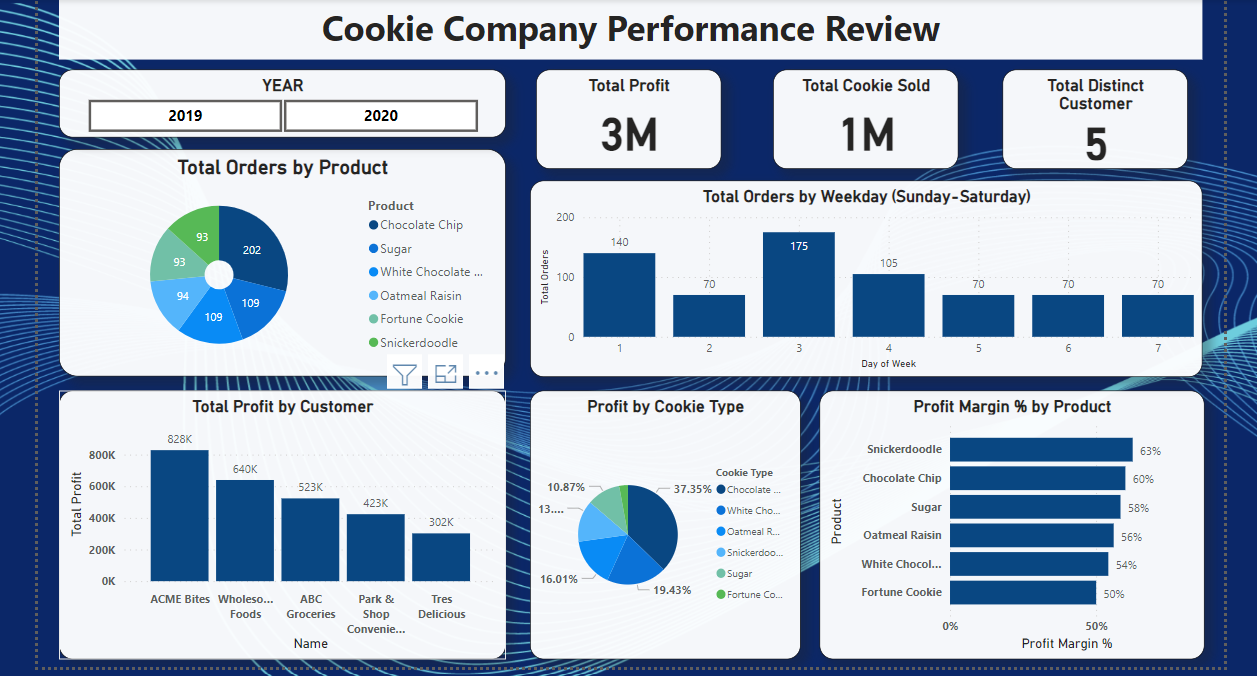 Cookie Company Performance Review
YEAR
2019
2020
Total Profit
3M
Total Cookie Sold
1M
Total Distinct
Customer
5
Total Orders by Product
202
109
109
94
93
93
Product
Chocolate Chip
Sugar
White Chocolate ...
Oatmeal Raisin
Fortune Cookie
Snickerdoodle
Total Orders by Weekday (Sunday-Saturday)
Total Orders
200
100
0
140
70
175
105
70
70
70
1
2
3
4
5
6
7
Day of Week
Total Profit by Customer
Total Profit
800K
600K
400K
200K
0K
828K
640K
523K
423K
302K
ACME Bites
Wholeso...
Foods
ABC
Groceries
Park &
Shop
Convenie...
Tres
Delicious
Name
Profit by Cookie Type
37.35%
19.43%
16.01%
13....
10.87%
Cookie Type
Chocolate ...
White Cho...
Oatmeal R...
Snickerdoo...
Sugar
Fortune Co...
Profit Margin % by Product
Product
Snickerdoodle
63%
Chocolate Chip
60%
Sugar
58%
Oatmeal Raisin
56%
White Chocol...
54%
Fortune Cookie
50%
0%
50%
Profit Margin %